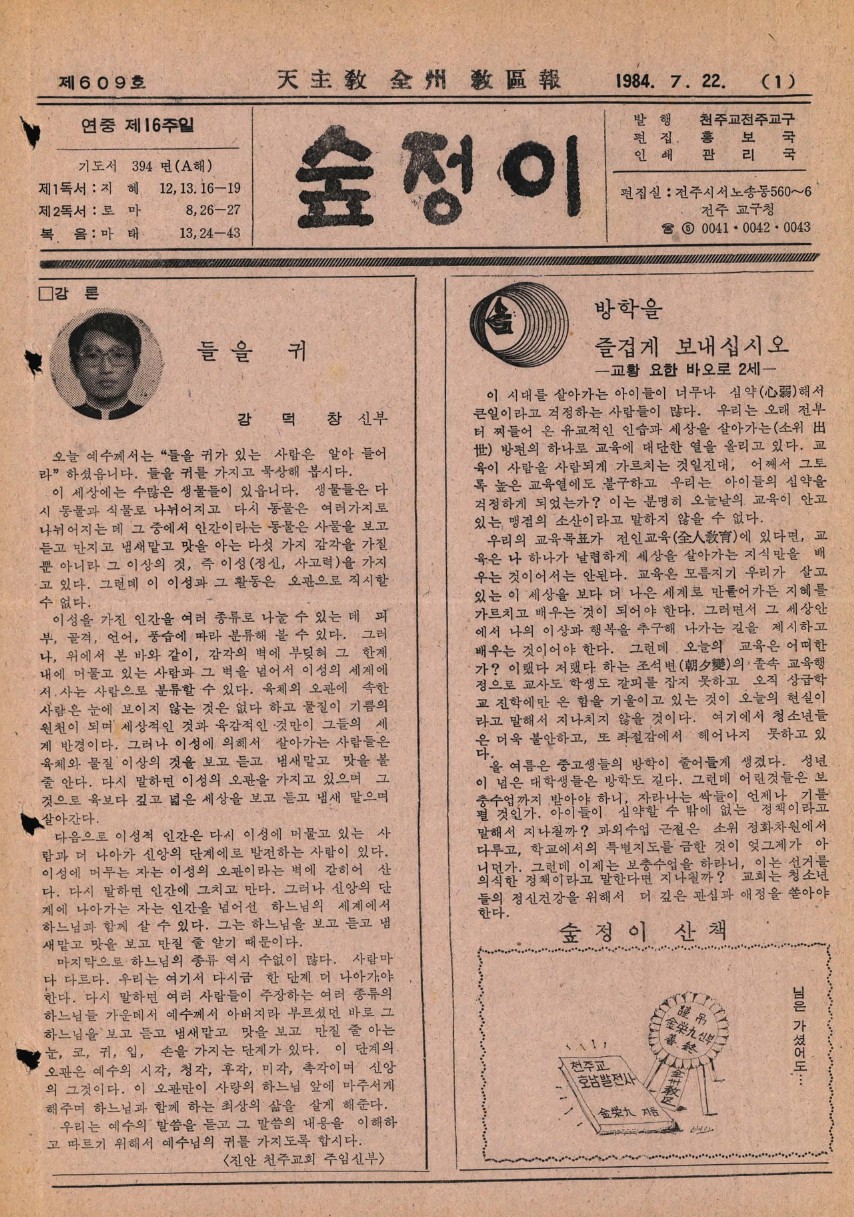 제609호
天主敎 全州 敎區報
1984. 7. 22.
(1)
연중 제16주일
기도서 394 면(A해)
제1독서 : 지 혜 12,13.16—19
제2독서 : 로 마 8,26—27
복 음 : 마 태 13,24—43
숲정이
발 행 천주교전주교구
편 집 홍 보 국
인 쇄 관 리 국
편집실 : 전주시서노송동560~6
전주 교구청
☎ ⑤ 0041·0042·0043
□강 론
들을 귀
강 덕 창 신부
오늘 예수께서는 “들을 귀가 있는 사람은 알아 들어
라” 하셨읍니다. 들을 귀를 가지고 묵상해 봅시다.
이 세상에는 수많은 생물들이 있읍니다. 생물들은 다
시 동물과 식물로 나뉘어지고 다시 동물은 여러가지로
나뉘어지는 데 그 중에서 인간이라는 동물은 사물을 보고
듣고 만지고 냄새맡고 맛을 아는 다섯 가지 감각을 가질
뿐 아니라 그 이상의 것, 즉 이성(정신, 사고력)을 가지
고 있다. 그런데 이 이성과 그 활동은 오관으로 직시할
수 없다.
이성을 가진 인간을 여러 종류로 나눌 수 있는 데 피
부, 골격, 언어, 풍습에 따라 분류해 볼 수 있다. 그러
나, 위에서 본 바와 같이, 감각의 벽에 부딪혀 그 한계
내에 머물고 있는 사람과 그 벽을 넘어서 이성의 세계에
서 사는 사람으로 분류할 수 있다. 육체의 오관에 속한
사람은 눈에 보이지 않는 것은 없다 하고 물질이 기쁨의
원천이 되며 세상적인 것과 육감적인 것만이 그들의 세
계 반경이다. 그러나 이성에 의해서 살아가는 사람들은
육체와 물질 이상의 것을 보고 듣고 냄새맡고 맛을 볼
줄 안다. 다시 말하면 이성의 오관을 가지고 있으며 그
것으로 육보다 깊고 넓은 세상을 보고 듣고 냄새 맡으며
살아간다.
다음으로 이성적 인간은 다시 이성에 머물고 있는 사
람과 더 나아가 신앙의 단계에로 발전하는 사람이 있다.
이성에 머무는 자는 이성의 오관이라는 벽에 갇히어 산
다. 다시 말하면 인간에 그치고 만다. 그러나 신앙의 단
계에 나아가는 자는 인간을 넘어선 하느님의 세계에서
하느님과 함께 살 수 있다. 그는 하느님을 보고 듣고 냄
새맡고 맛을 보고 만질 줄 알기 때문이다.
마지막으로 하느님의 종류 역시 수없이 많다. 사람마
다 다르다. 우리는 여기서 다시금 한 단계 더 나아가야
한다. 다시 말하면 여러 사람들이 주장하는 여러 종류의
하느님들 가운데서 예수께서 아버지라 부르셨던 바로 그
하느님을 보고 듣고 냄새맡고 맛을 보고 만질 줄 아는
눈, 코, 귀, 입, 손을 가지는 단계가 있다. 이 단계의
오관은 예수의 시각, 청각, 후각, 미각, 촉각이며 신앙
의 그것이다. 이 오관만이 사랑의 하느님 앞에 마주서게
해주며 하느님과 함께 하는 최상의 삶을 살게 해준다.
우리는 예수의 말씀을 듣고 그 말씀의 내용을 이해하
고 따르기 위해서 예수님의 귀를 가지도록 합시다.
〈진안 천주교회 주임신부〉
솝
방학을
즐겁게 보내십시오
—교황 요한 바오로 2세—
이 시대를 살아가는 아이들이 너무나 심약(心弱)해서
큰일이라고 걱정하는 사람들이 많다. 우리는 오래 전부
터 찌들어 온 유교적인 인습과 세상을 살아가는(소위 出
世) 방편의 하나로 교육에 대단한 열을 올리고 있다. 교
육이 사람을 사람되게 가르치는 것일진대, 어째서 그토
록 높은 교육열에도 불구하고 우리는 아이들의 심약을
걱정하게 되었는가? 이는 분명히 오늘날의 교육이 안고
있는 맹점의 소산이라고 말하지 않을 수 없다.
우리의 교육목표가 전인교육(全人敎育)에 있다면, 교
육은 나 하나가 날렵하게 세상을 살아가는 지식만을 배
우는 것이어서는 안된다. 교육은 모름지기 우리가 살고
있는 이 세상을 보다 더 나은 세계로 만들어가는 지혜를
가르치고 배우는 것이 되어야 한다. 그러면서 그 세상안
에서 나의 이상과 행복을 추구해 나가는 길을 제시하고
배우는 것이어야 한다. 그런데 오늘의 교육은 어떠한
가? 이랬다 저랬다 하는 조석변(朝夕變)의 졸속 교육행
정으로 교사도 학생도 갈피를 잡지 못하고 오직 상급학
교 진학에만 온 힘을 기울이고 있는 것이 오늘의 현실이
라고 말해서 지나치지 않을 것이다. 여기에서 청소년들
은 더욱 불안하고, 또 좌절감에서 헤어나지 못하고 있
다.
올 여름은 중고생들의 방학이 줄어들게 생겼다. 성년
이 넘은 대학생들은 방학도 길다. 그런데 어린것들은 보
충수업까지 받아야 하니, 자라나는 싹들이 언제나 기를
펼 것인가. 아이들이 심약할 수 밖에 없는 정책이라고
말해서 지나칠까? 과외수업 근절은 소위 정화차원에서
다루고, 학교에서의 특별지도를 금한 것이 엊그제가 아
니던가. 그런데 이제는 보충수업을 하라니, 이는 선거를
의식한 정책이라고 말한다면 지나칠까? 교회는 청소년
들의 정신건강을 위해서 더 깊은 관심과 애정을 쏟아야
한다.
숲정이 산책
님은 가셨어도…
謹 弔
金榮九신부
善終
全州敎区
천주교
호남발전사
金榮九 지음